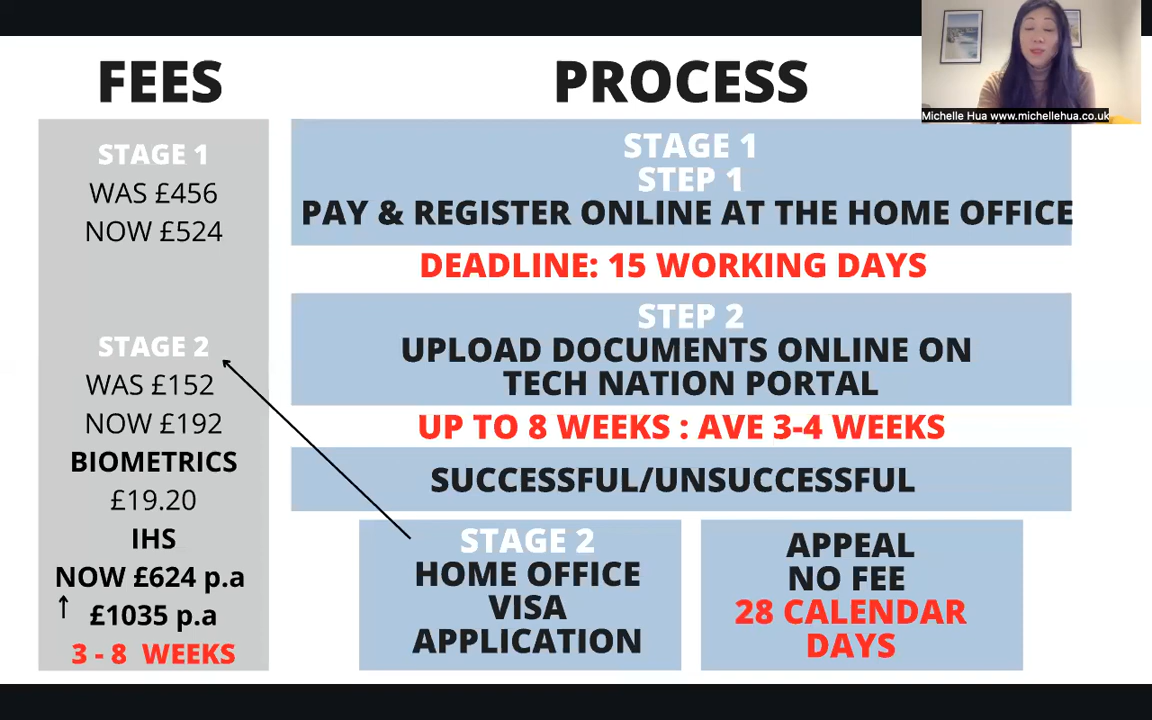 FEES
PROCESS
Michelle Hua www.michellehua.co.uk
STAGE 1
WAS £456
NOW £524
STAGE 2
WAS £152
NOW £192
BIOMETRICS
£19.20
IHS
NOW £624 p.a
↑ £1035 p.a
3 - 8 WEEKS
STAGE 1
STEP 1
PAY & REGISTER ONLINE AT THE HOME OFFICE
DEADLINE: 15 WORKING DAYS
STEP 2
UPLOAD DOCUMENTS ONLINE ON
TECH NATION PORTAL
UP TO 8 WEEKS : AVE 3-4 WEEKS
SUCCESSFUL/UNSUCCESSFUL
STAGE 2
HOME OFFICE
VISA
APPLICATION
APPEAL
NO FEE
28 CALENDAR
DAYS